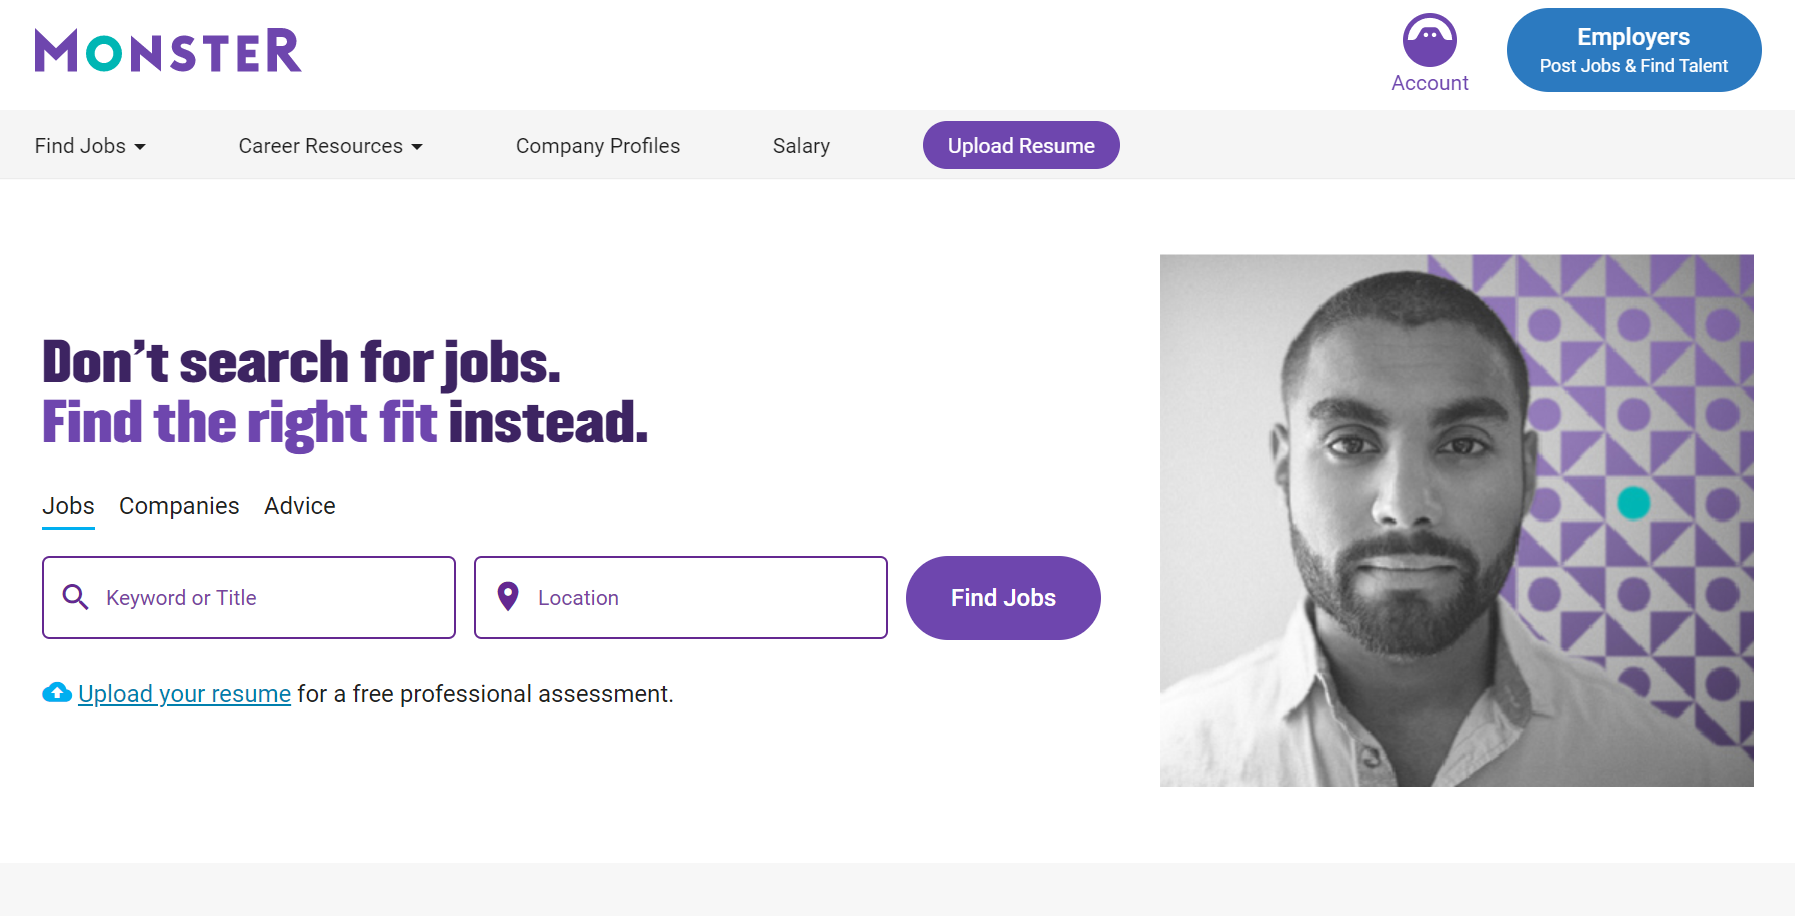 MONSTER
Account
Employers
Post Jobs & Find Talent
Find Jobs
Career Resources
Company Profiles
Salary
Upload Resume
Don't search for jobs.
Find the right fit instead.
Jobs
Companies
Advice
Keyword or Title
Location
Find Jobs
Upload your resume for a free professional assessment.